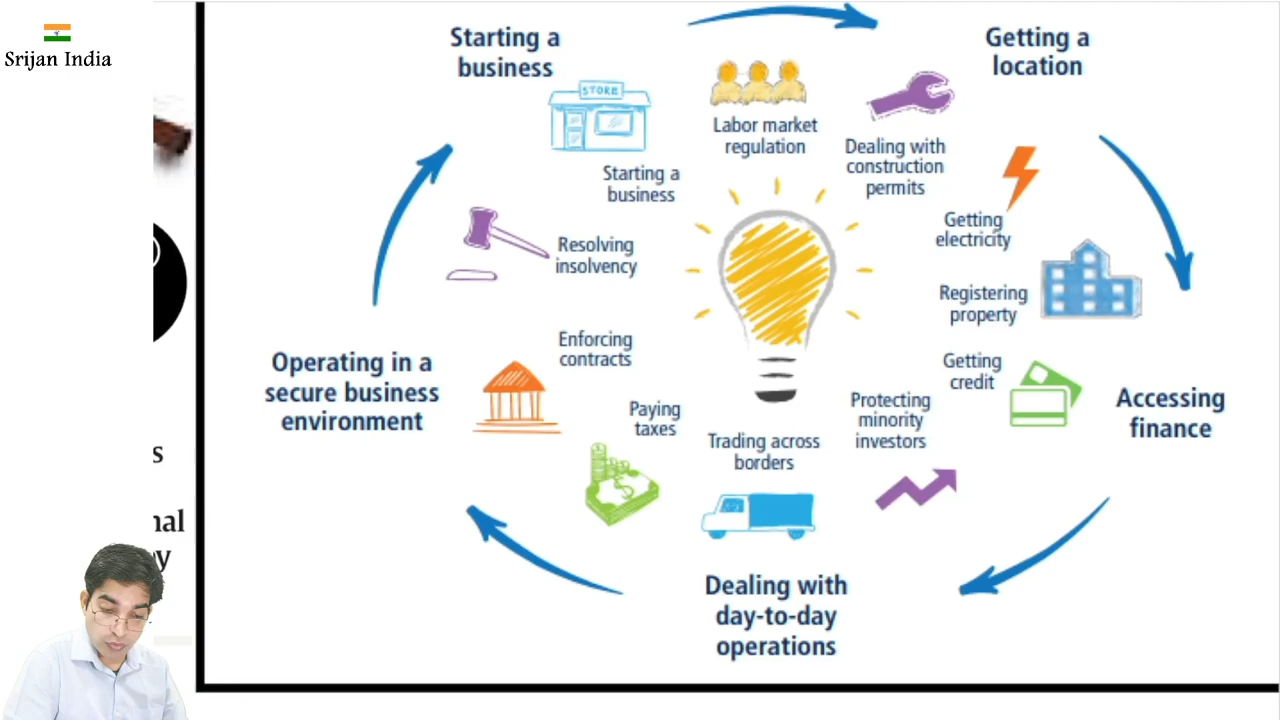 Srijan India
Starting a
business
Getting a
location
STORE
Labor market
regulation
Dealing with
construction
permits
Starting a
business
Getting
electricity
Resolving
insolvency
Registering
property
Enforcing
contracts
Getting
credit
Operating in a
secure business
environment
Accessing
finance
Paying
taxes
Protecting
minority
investors
Trading across
borders
Dealing with
day-to-day
operations